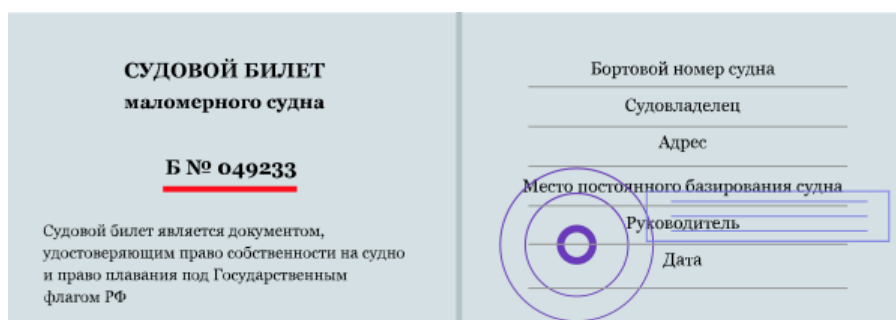 СУДОВОЙ БИЛЕТ
маломерного судна
Б № 049233
Судовой билет является документом,
удостоверяющим право собственности на судно
и право плавания под Государственным
флагом РФ
Бортовой номер судна
Судовладелец
Адрес
Место постоянного базирования судна
Руководитель
Дата